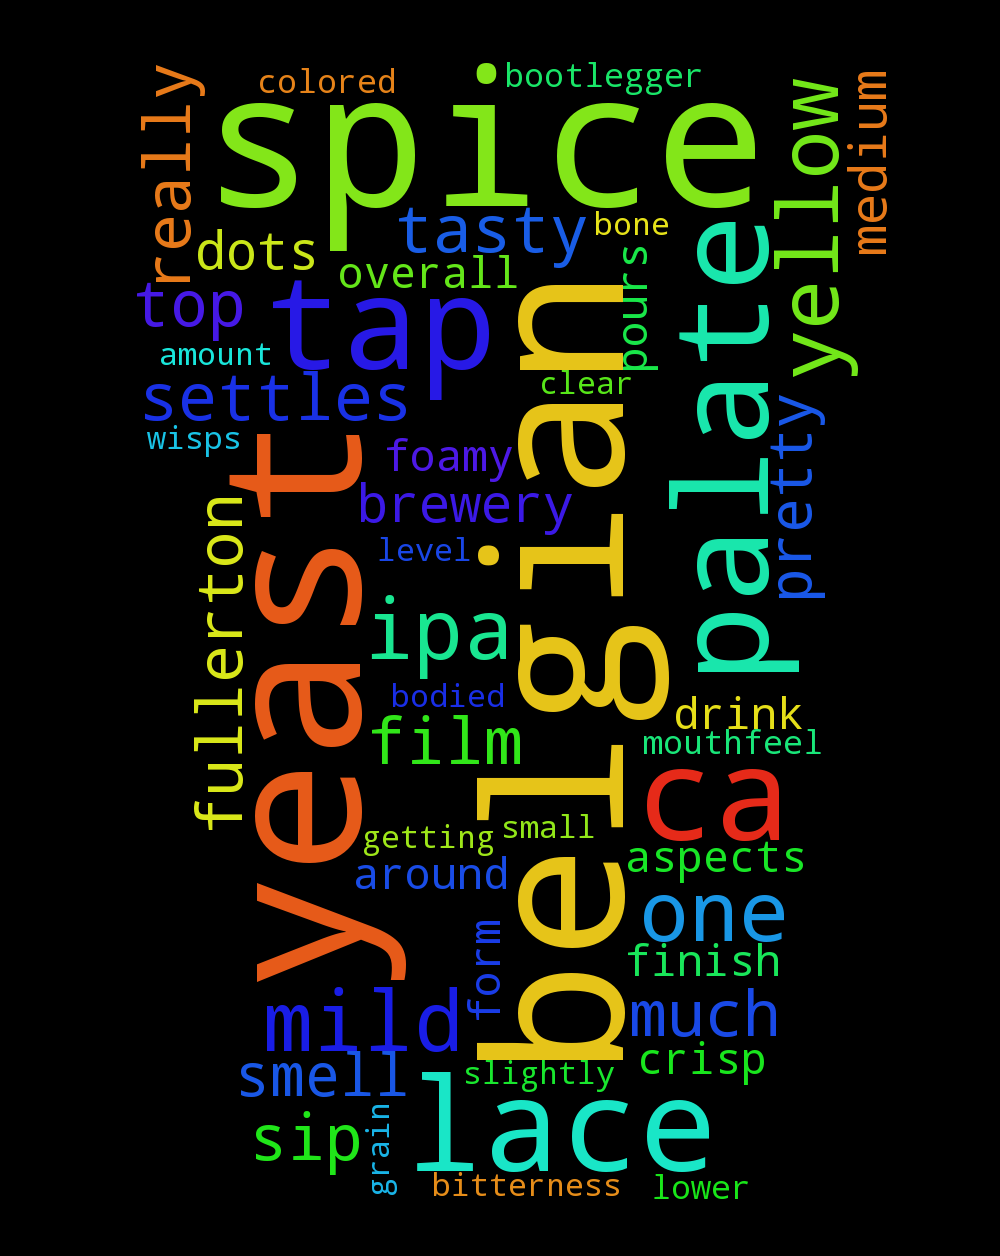 colored
bootlegger
really
spice
yellow
medium
tasty
bone
dots
overall
pours
palate
top
tap
amount
clear
settles
wisps
pretty
foamy
belgian
yeast
brewery
fullerton
level
ipa
bodied
drink
film
mouthfeel
ca
small
getting
aspects
around
one
form
finish
mild
much
crisp
smell
slightly
lace
sip
grain
bitterness
lower